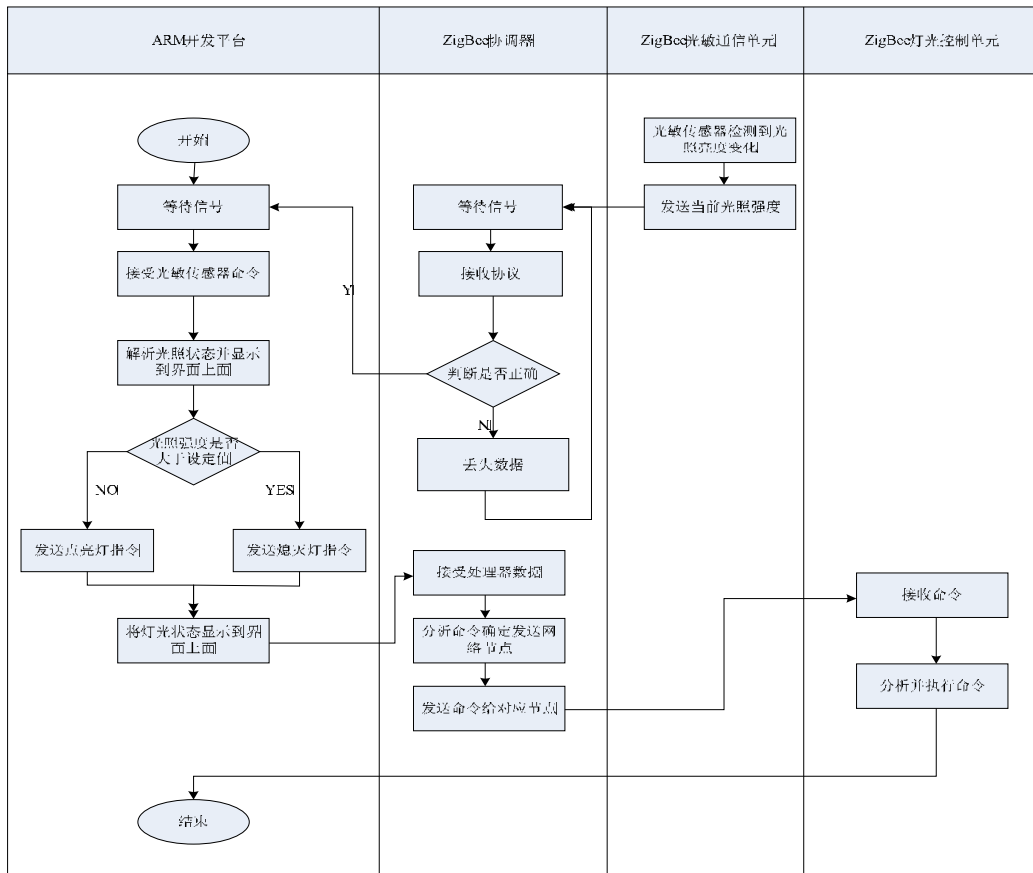 ARM开发平台
ZigBee协调器
ZigBee光敏通信单元
ZigBee灯光控制单元
开始
等待信号
接受光敏传感器命令
解析光照状态并显示
到界面上面
光照强度是否
大于设定值
NO
YES
发送点亮灯指令
发送熄灭灯指令
将灯光状态显示到界
面上面
结束
等待信号
接收协议
判断是否正确
Y
N
丢失数据
接受处理器数据
分析命令确定发送网
络节点
发送命令给对应节点
光敏传感器检测到光
照亮度变化
发送当前光照强度
接收命令
分析并执行命令